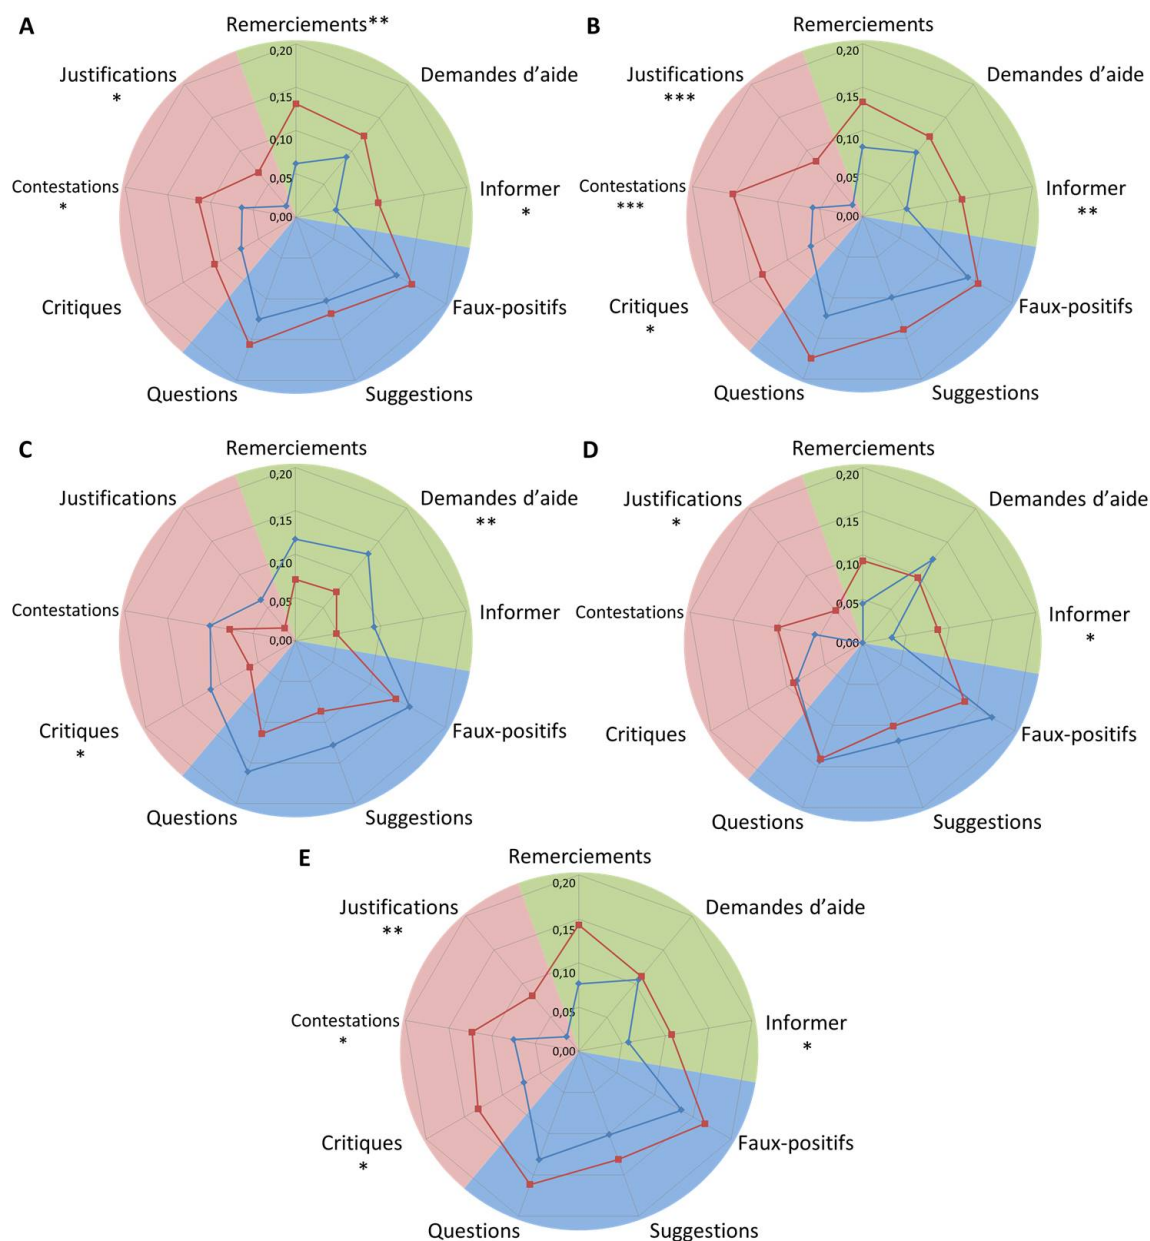 A
Remerciements**
Justifications
*
Demandes d’aide
Contestations
*
Informer
*
Critiques
Faux-positifs
Questions
Suggestions
0,20
0,15
0,10
0,05
0,00
B
Remerciements
Justifications
***
Demandes d’aide
Contestations
***
Informer
**
Critiques
*
Faux-positifs
Questions
Suggestions
0,20
0,15
0,10
0,05
0,00
C
Remerciements
Justifications
Demandes d’aide
**
Contestations
Informer
Critiques
*
Faux-positifs
Questions
Suggestions
0,20
0,15
0,10
0,05
0,00
D
Remerciements
Justifications
*
Demandes d’aide
Contestations
Informer
*
Critiques
Faux-positifs
Questions
Suggestions
0,20
0,15
0,10
0,05
0,00
E
Remerciements
Justifications
**
Demandes d’aide
Contestations
*
Informer
*
Critiques
*
Faux-positifs
Questions
Suggestions
0,20
0,15
0,10
0,05
0,00